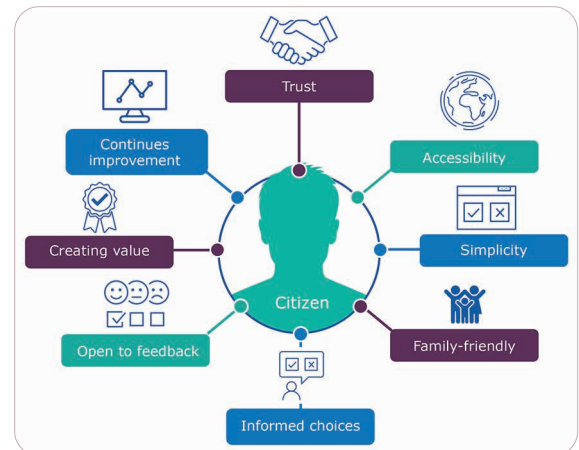 Trust
Continues
improvement
Accessibility
Creating value
Simplicity
Citizen
Open to feedback
Family-friendly
Informed choices